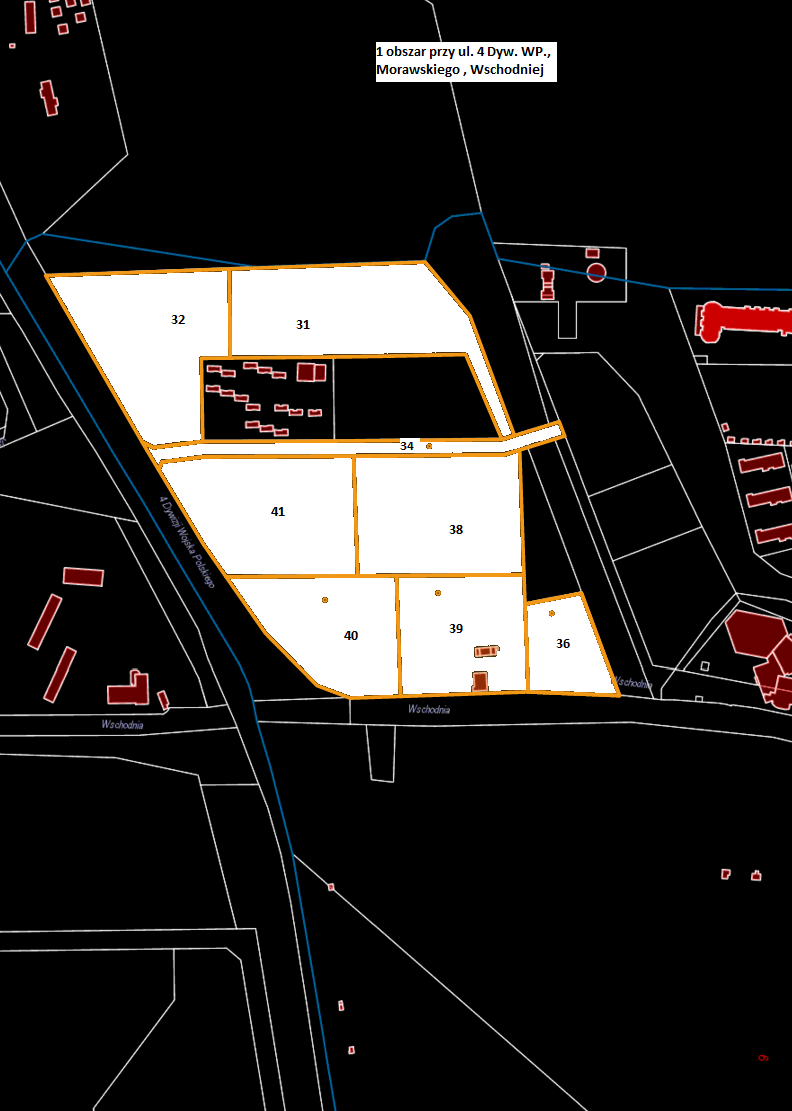 1 obszar przy ul. 4 Dyw. WP.,
Morawskiego , Wschodniej
32
31
34
41
38
4 Dywizji Wojska Polskiego
40
39
36
Wschodnia
Wschodnia
Wschodnia
9